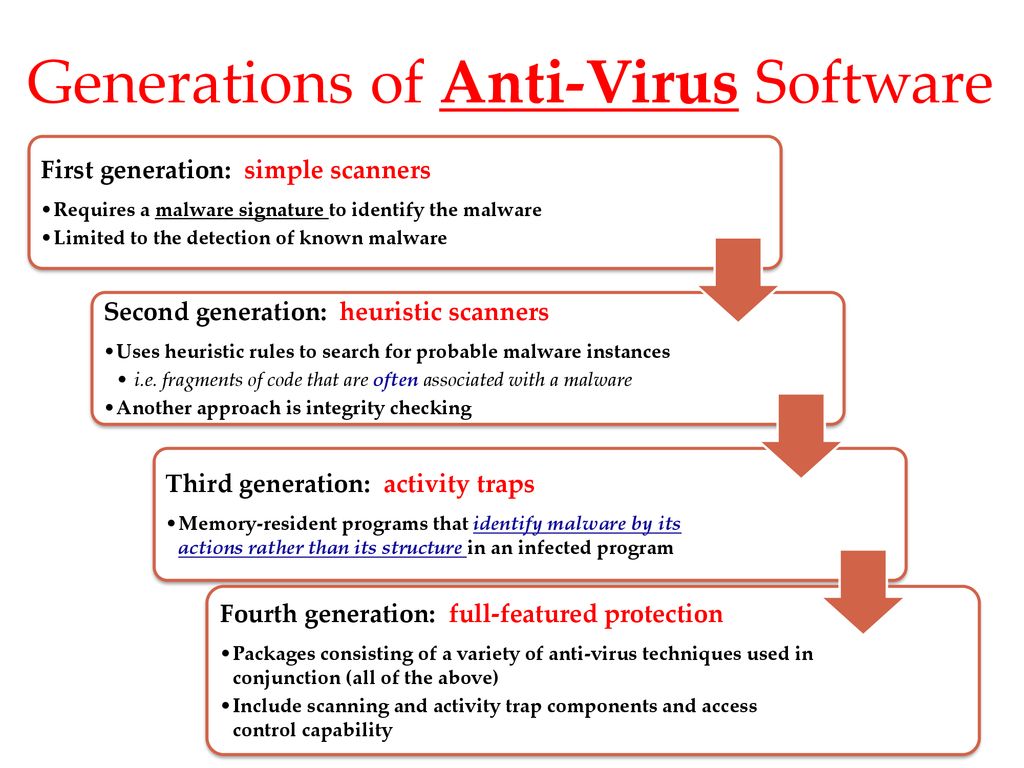 Generations of Anti-Virus Software
First generation: simple scanners
•Requires a malware signature to identify the malware
•Limited to the detection of known malware
Second generation: heuristic scanners
•Uses heuristic rules to search for probable malware instances
• i.e. fragments of code that are often associated with a malware
•Another approach is integrity checking
Third generation: activity traps
•Memory-resident programs that identify malware by its
actions rather than its structure in an infected program
Fourth generation: full-featured protection
•Packages consisting of a variety of anti-virus techniques used in
conjunction (all of the above)
•Include scanning and activity trap components and access
control capability